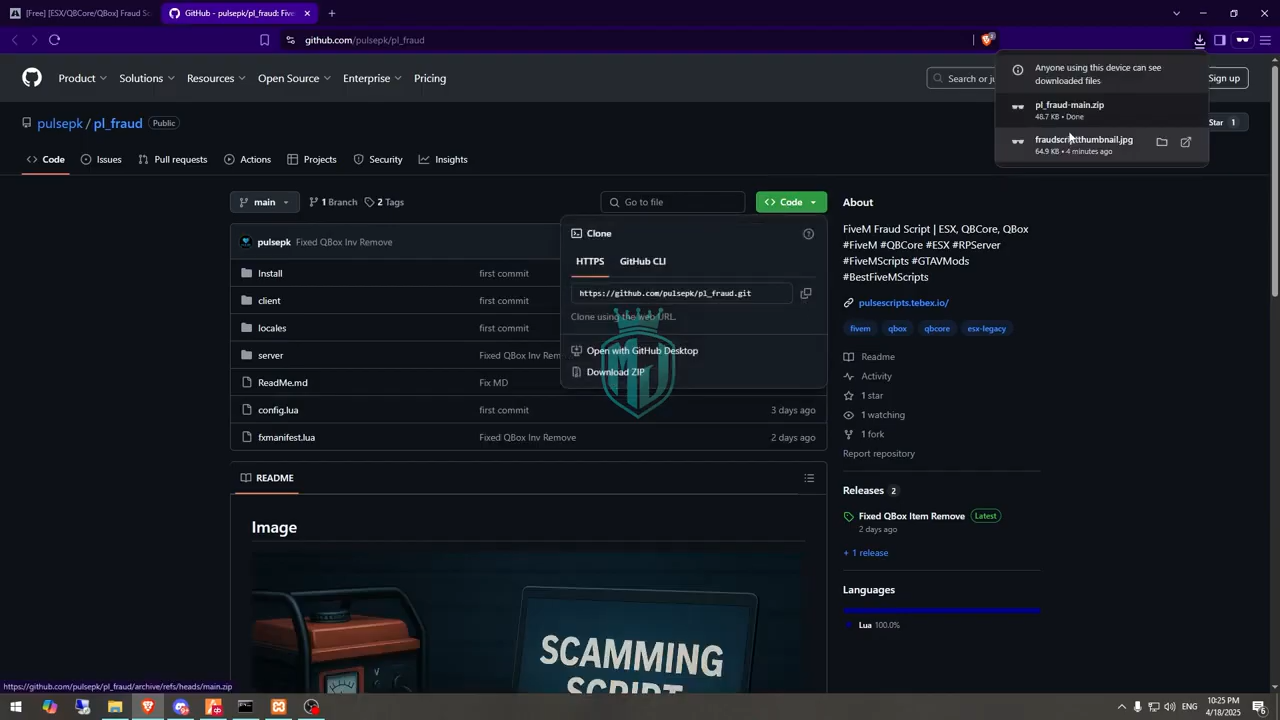 [Free] [ESX/QBCore/QBox] Fraud Sc
GitHub - pulsepk/pl_fraud: Five
github.com/pulsepk/pl_fraud
Product
Solutions
Resources
Open Source
Enterprise
Pricing
Search or ju
Sign up
Anyone using this device can see
downloaded files
pl_fraud-main.zip
48.7 KB • Done
fraudscriptthumbnail.jpg
64.9 KB • 4 minutes ago
pulsepk / pl_fraud
Public
Star 1
Code
Issues
Pull requests
Actions
Projects
Security
Insights
main
1 Branch
2 Tags
Go to file
Code
pulsepk Fixed QBox Inv Remove
Install first commit
client first commit
locales first commit
server Fixed QBox Inv Rem
ReadMe.md Fix MD
config.lua first commit 3 days ago
fxmanifest.lua Fixed QBox Inv Remove 2 days ago
Clone
HTTPS
GitHub CLI
https://github.com/pulsepk/pl_fraud.git
Clone using the web URL.
Open with GitHub Desktop
Download ZIP
README
Image
SCAMMING
SCRIPT
About
FiveM Fraud Script | ESX, QBCore, QBox
#FiveM #QBCore #ESX #RPServer
#FiveMScripts #GTAVMods
#BestFiveMScripts
pulsescripts.tebex.io/
fivem
qbox
qbcore
esx-legacy
Readme
Activity
1 star
1 watching
1 fork
Report repository
Releases 2
Fixed QBox Item Remove Latest
2 days ago
+ 1 release
Languages
Lua 100.0%
https://github.com/pulsepk/pl_fraud/archive/refs/heads/main.zip
ENG
10:25 PM
4/18/2025